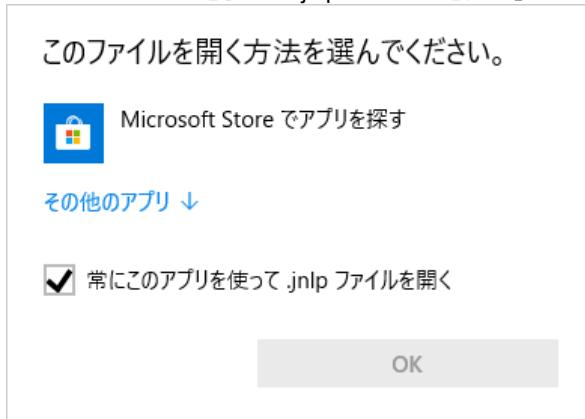 このファイルを開く方法を選んでください。
Microsoft Store でアプリを探す
その他のアプリ ↓
常にこのアプリを使って .jnlp ファイルを開く
OK